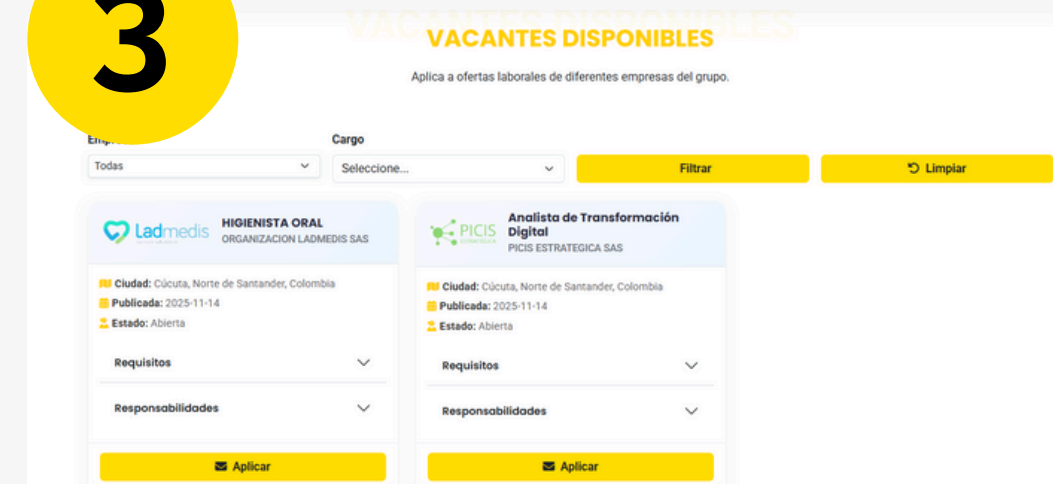 3
VACANTES DISPONIBLES
VACANTES DISPONIBLES
Aplica a ofertas laborales de diferentes empresas del grupo.
Cargo
Todas
Seleccione...
Filtrar
Limpiar
Ladmedis
HIGIENISTA ORAL
ORGANIZACION LADMEDIS SAS
PICIS
Analista de Transformación
Digital
PICIS ESTRATEGICA SAS
Ciudad: Cúcuta, Norte de Santander, Colombia
Publicada: 2025-11-14
Estado: Abierta
Requisitos
Responsabilidades
Aplicar
Ciudad: Cúcuta, Norte de Santander, Colombia
Publicada: 2025-11-14
Estado: Abierta
Requisitos
Responsabilidades
Aplicar